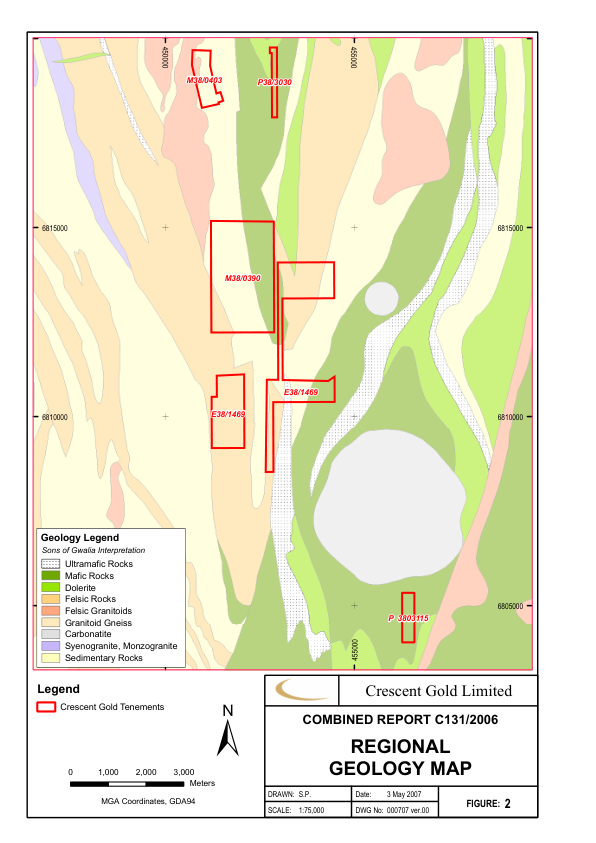 450000
455000
M38/0403
P38/3030
6815000
6815000
M38/0390
E38/1469
E38/1469
6810000
6810000
Geology Legend
Sons of Gwalia Interpretation
Ultramafic Rocks
Mafic Rocks
Dolerite
Felsic Rocks
Felsic Granitoids
Granitoid Gneiss
Carbonatite
Syenogranite, Monzogranite
Sedimentary Rocks
6805000
P 3803115
455000
Legend
Crescent Gold Tenements
N
0 1,000 2,000 3,000
Meters
MGA Coordinates, GDA94
Crescent Gold Limited
COMBINED REPORT C131/2006
REGIONAL
GEOLOGY MAP
DRAWN: S.P. Date: 3 May 2007
SCALE: 1:75,000 DWG No: 000707 ver.00
FIGURE: 2